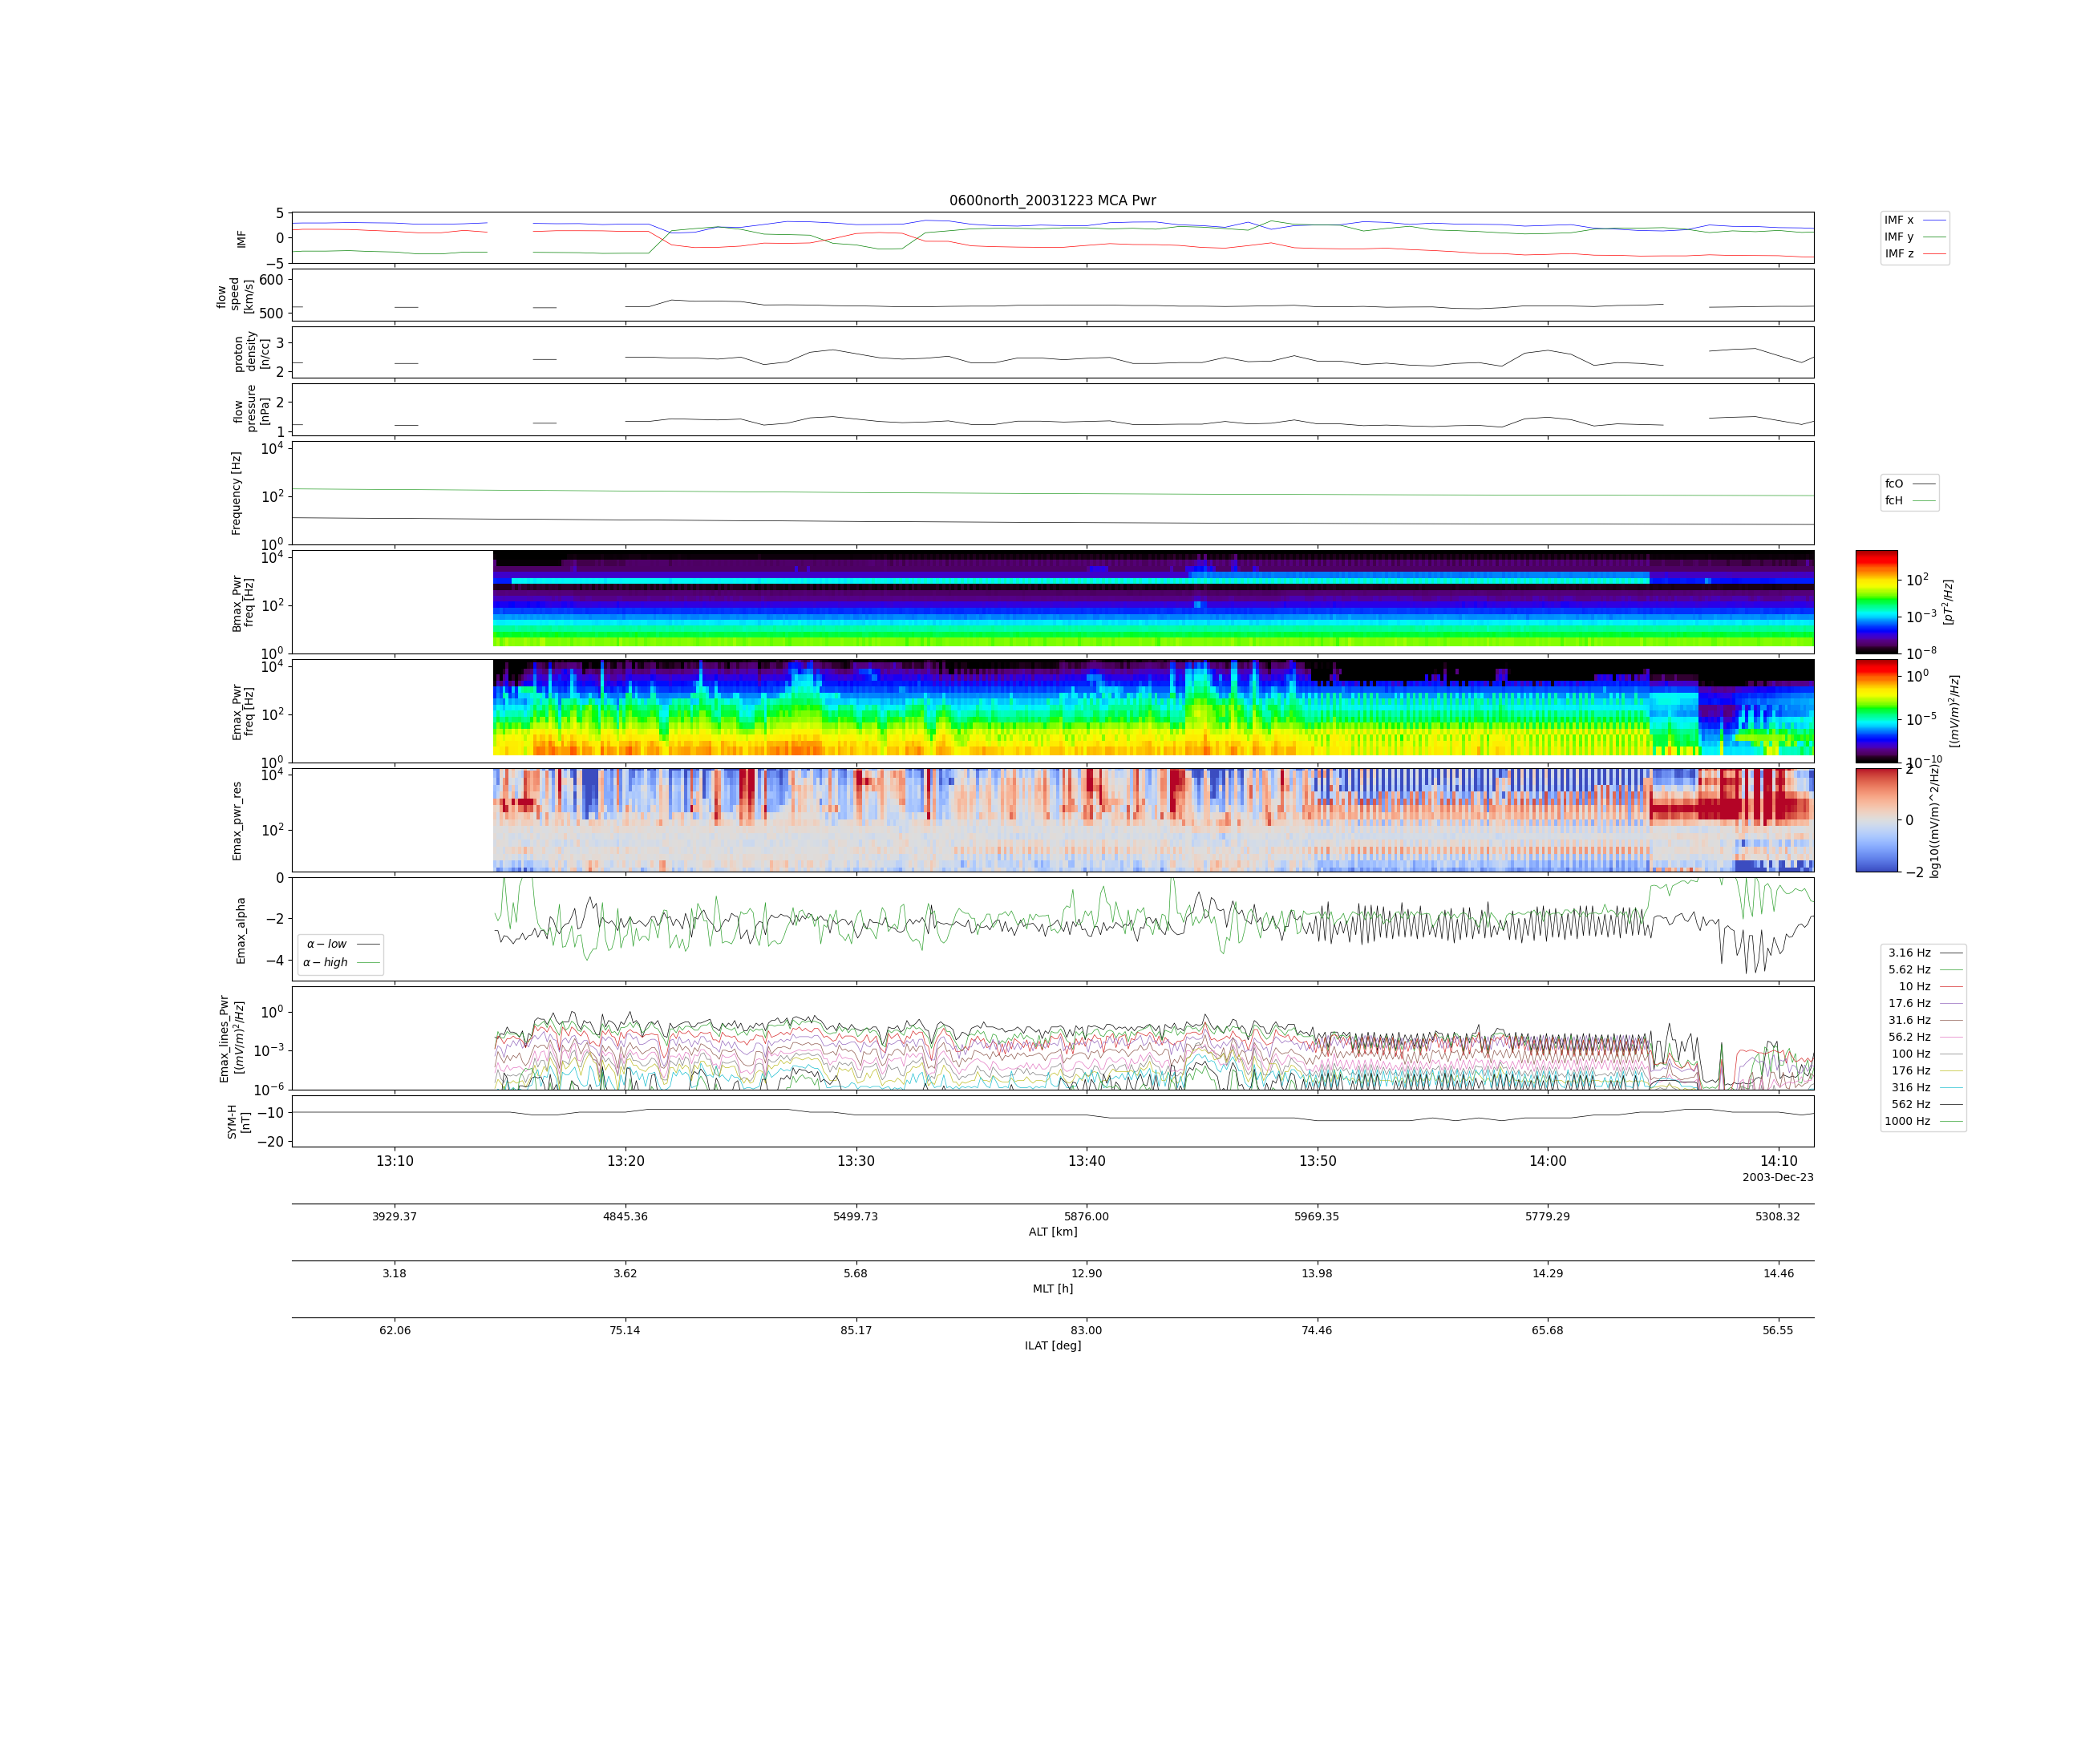 0600north_20031223 MCA Pwr
5
0
−5
IMF
IMF x
IMF y
IMF z
600
500
flow
speed
[km/s]
3
2
proton
density
[n/cc]
2
1
flow
pressure
[nPa]
10^4
10^2
10^0
Frequency [Hz]
fcO
fcH
10^4
10^2
10^0
Bmax_Pwr
freq [Hz]
10^2
10^−3
10^−8
[pT^2/Hz]
10^4
10^2
10^0
Emax_Pwr
freq [Hz]
10^0
10^−5
10^−10
[(mV/m)^2/Hz]
10^4
10^2
Emax_pwr_res
2
0
−2
log10((mV/m)^2/Hz)
0
−2
−4
Emax_alpha
α − low
α − high
10^0
10^−3
10^−6
Emax_lines_Pwr
[(mV/m)^2/Hz]
3.16 Hz
5.62 Hz
10 Hz
17.6 Hz
31.6 Hz
56.2 Hz
100 Hz
176 Hz
316 Hz
562 Hz
1000 Hz
−10
−20
SYM-H
[nT]
13:10 13:20 13:30 13:40 13:50 14:00 14:10
2003-Dec-23
3929.37 4845.36 5499.73 5876.00 5969.35 5779.29 5308.32
ALT [km]
3.18 3.62 5.68 12.90 13.98 14.29 14.46
MLT [h]
62.06 75.14 85.17 83.00 74.46 65.68 56.55
ILAT [deg]